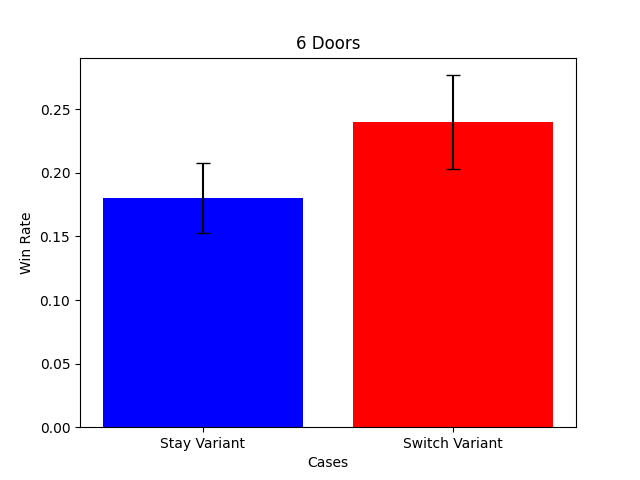 6 Doors
Win Rate
0.25
0.20
0.15
0.10
0.05
0.00
Stay Variant
Switch Variant
Cases